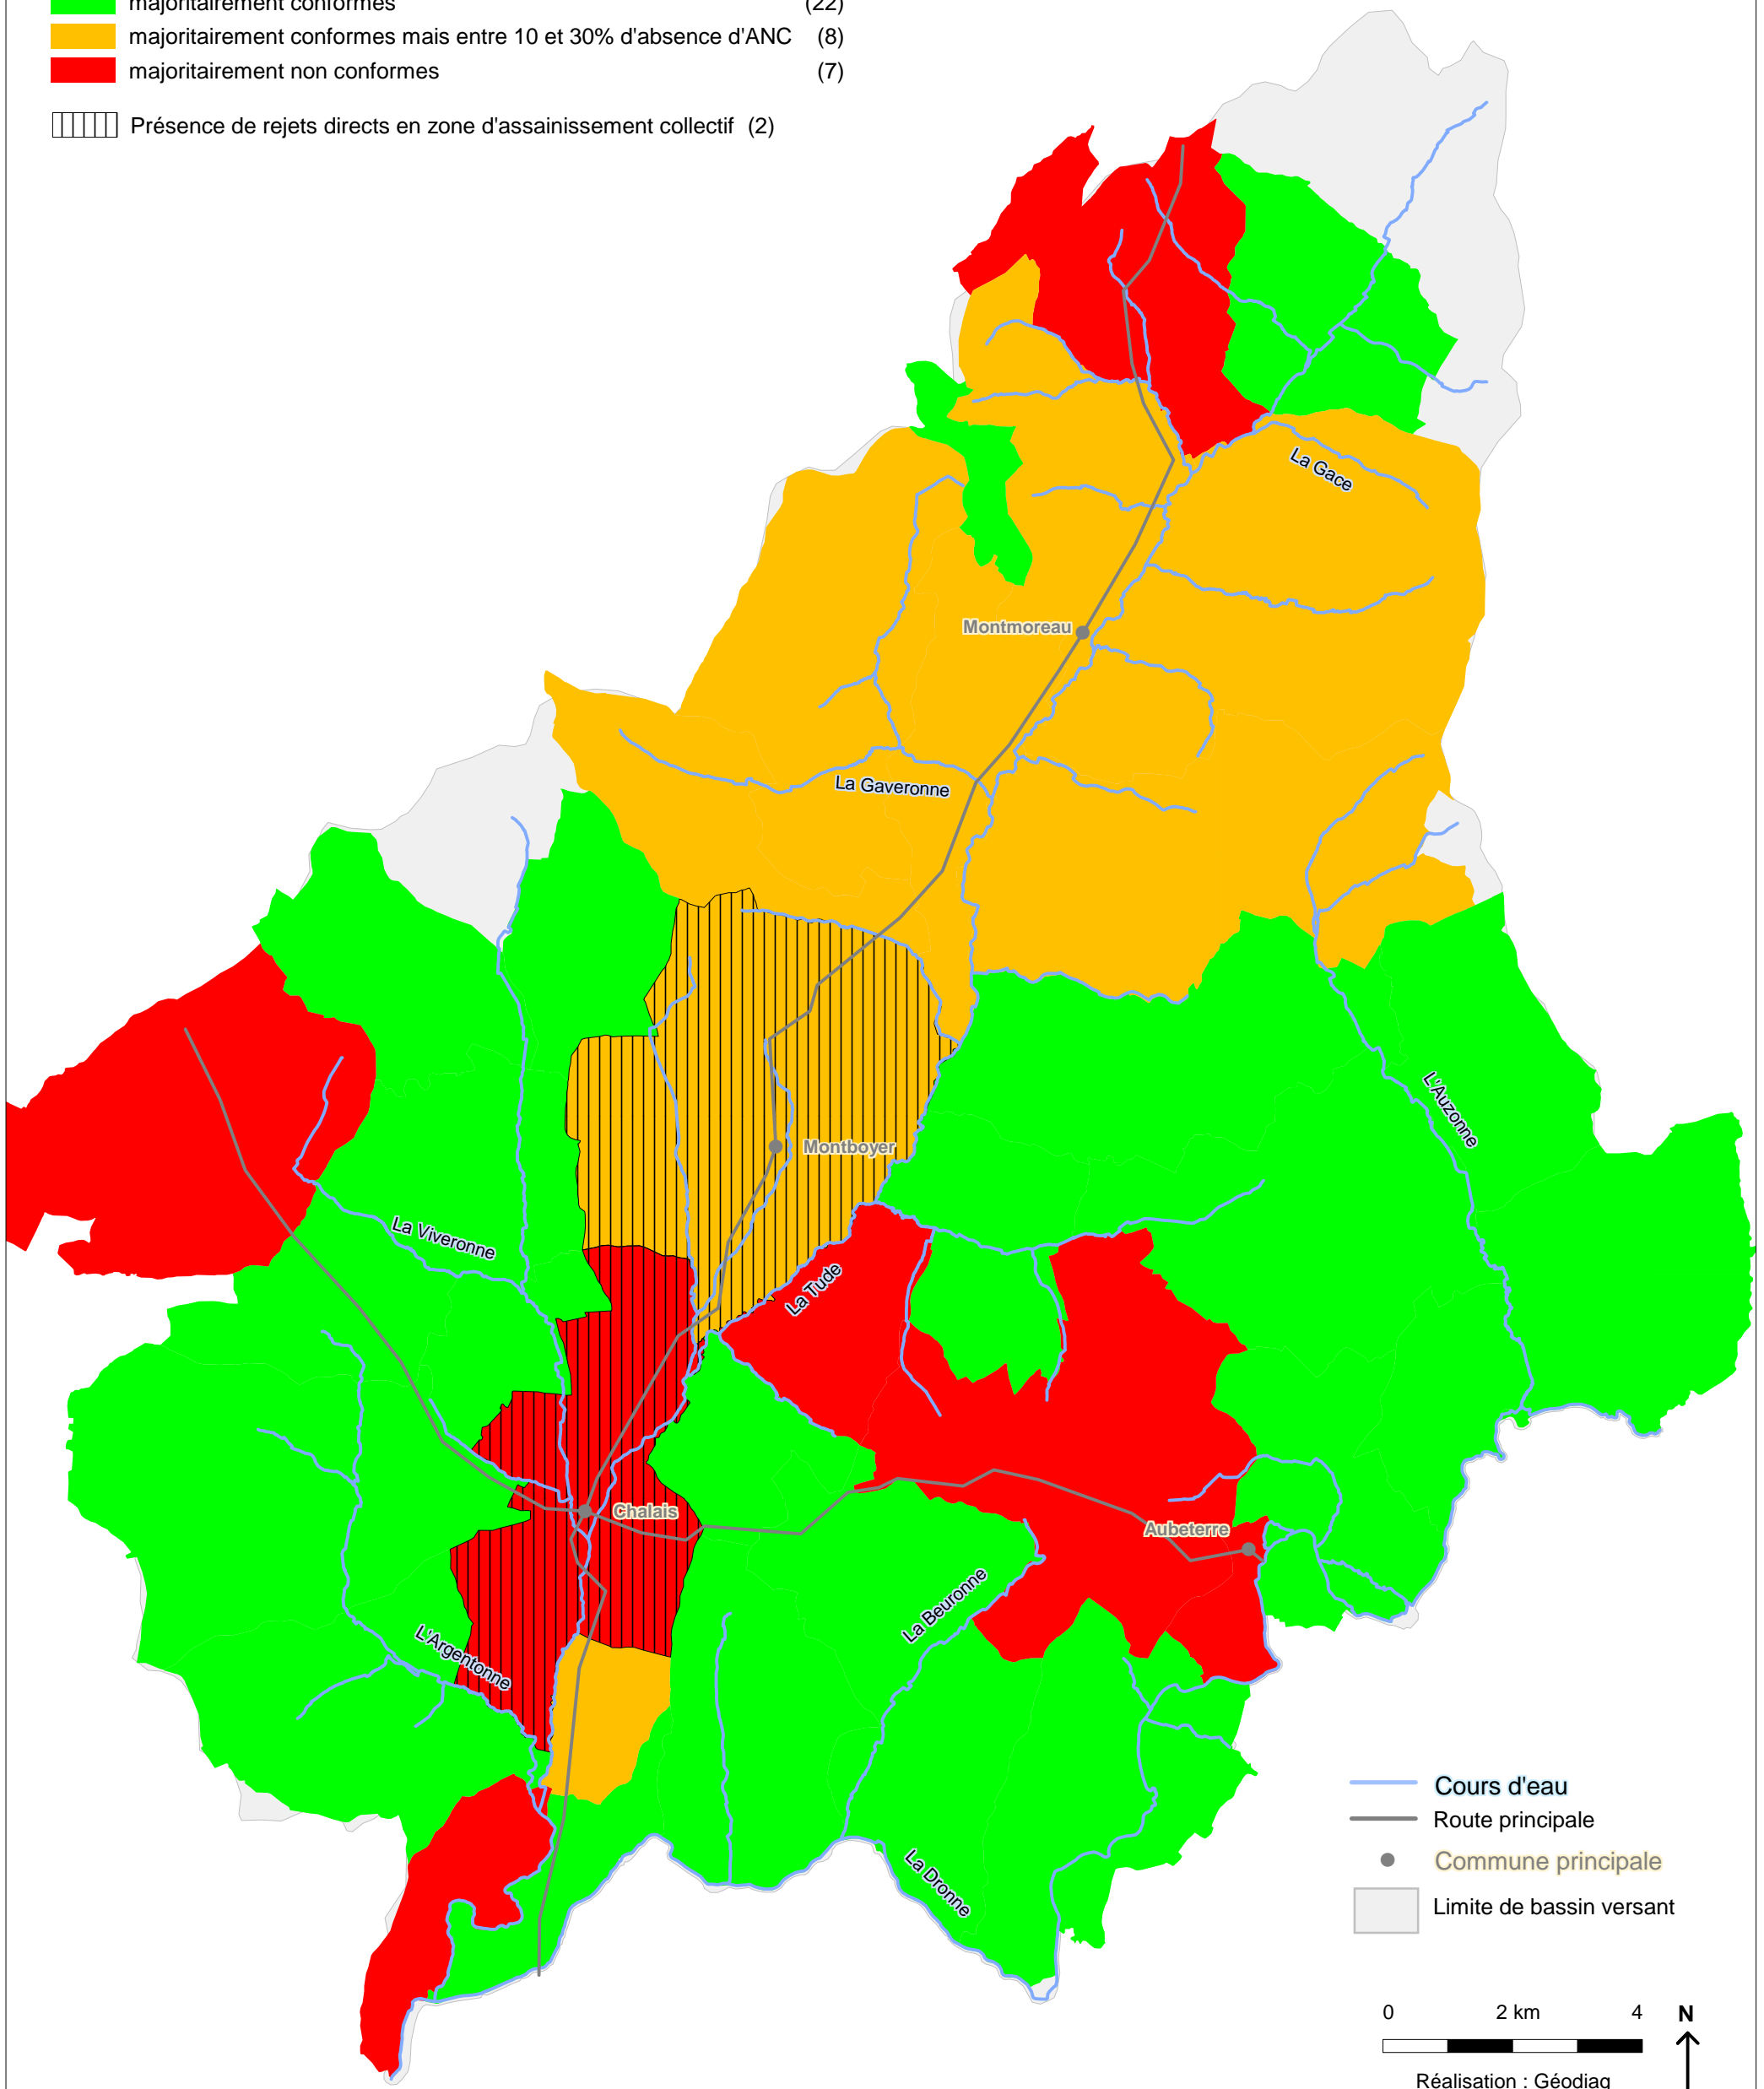 majoritairement conformes (22)
majoritairement conformes mais entre 10 et 30% d'absence d'ANC (8)
majoritairement non conformes (7)
Présence de rejets directs en zone d'assainissement collectif (2)
La Gace
Montmoreau
La Gaveronne
L'Auzonne
Montboyer
La Viveronne
La Tude
Chalais
Aubeterre
La Beuronne
L'Argentonne
La Dronne
Cours d'eau
Route principale
Commune principale
Limite de bassin versant
0 2 km 4 N
Réalisation : Géodiag